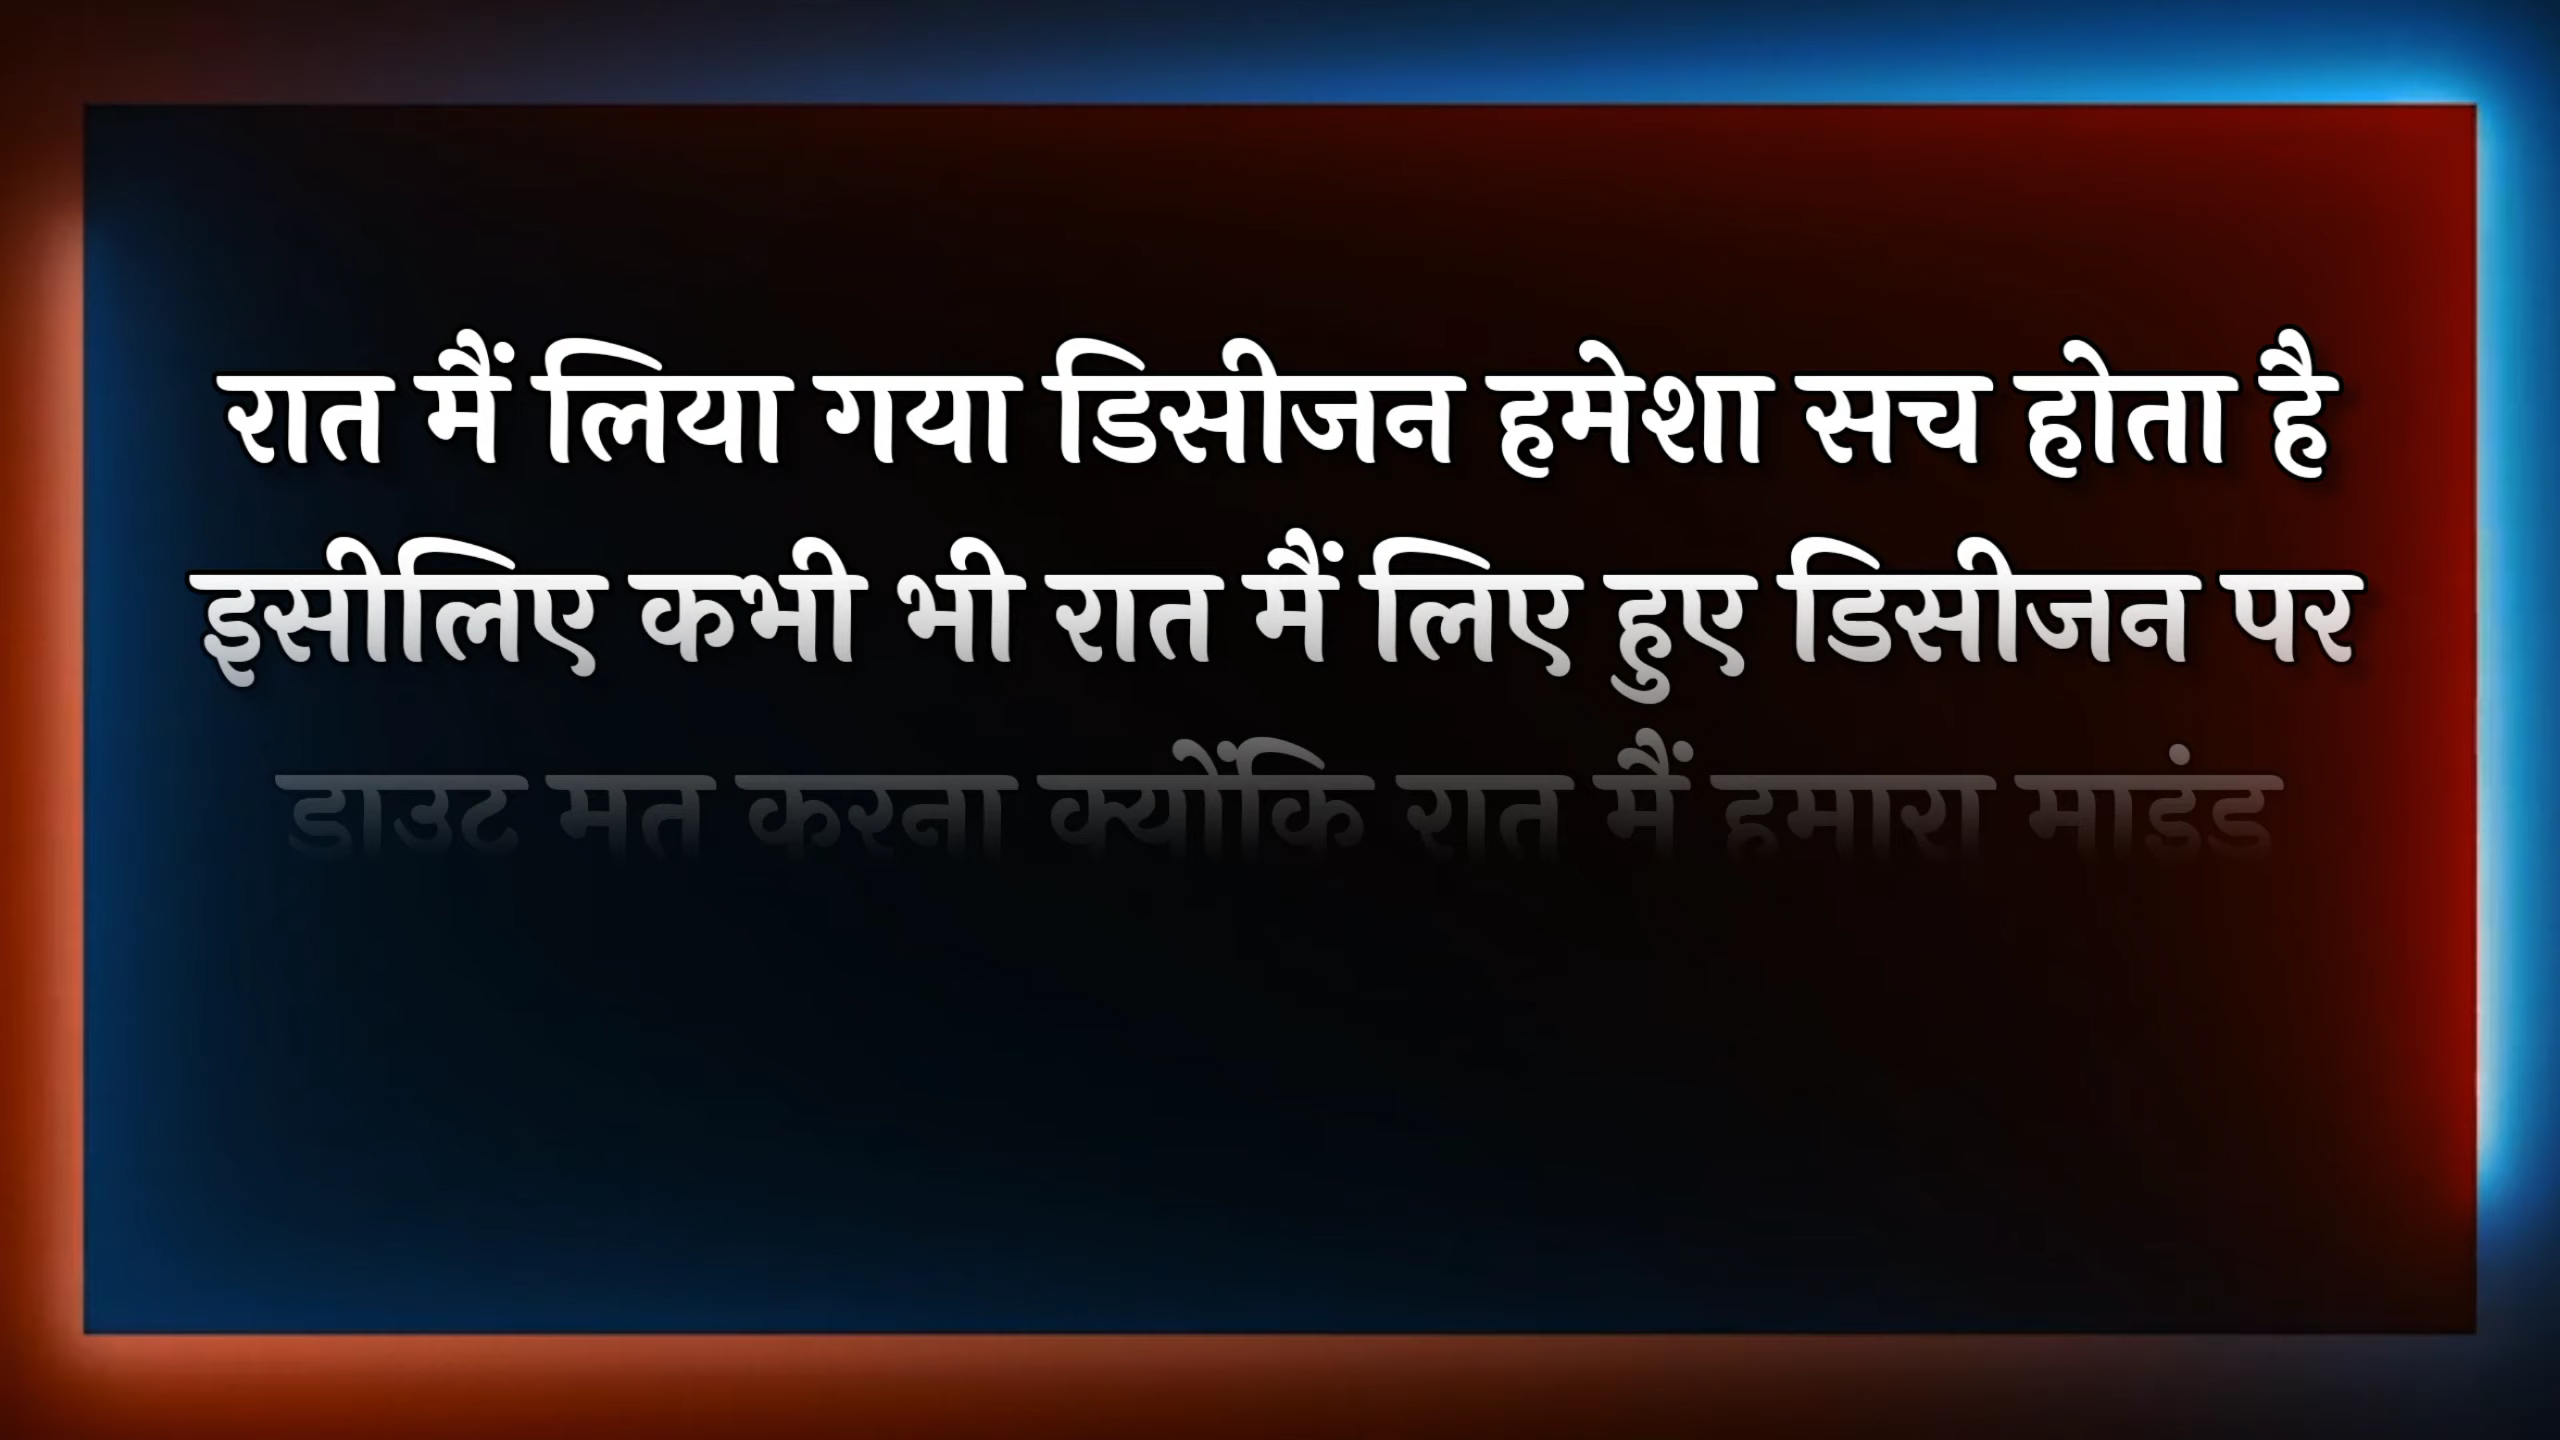 रात मैं लिया गया डिसीजन हमेशा सच होता है
इसीलिए कभी भी रात मैं लिए हुए डिसीजन पर
डाउट मत करना क्योंकि रात मैं हमारा माइंड